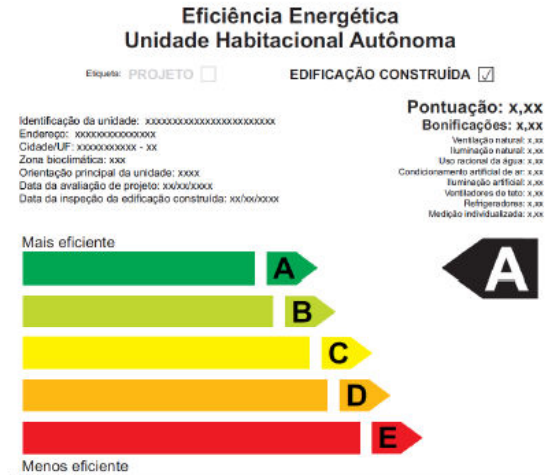 Eficiência Energética
Unidade Habitacional Autônoma
Etiqueta: PROJETO
EDIFICAÇÃO CONSTRUÍDA ☑
Identificação da unidade: xxxxxxxxxxxxxxxxxxxxxxxxx
Endereço: xxxxxxxxxxxxxx
Cidade/UF: xxxxxxxxxxx - xx
Zona bioclimática: xxx
Orientação principal da unidade: xxxx
Data da avaliação de projeto: xx/xx/xxxx
Data da inspeção da edificação construída: xx/xx/xxxx
Pontuação: x,xx
Bonificações: x,xx
Ventilação natural: x,xx
Iluminação natural: x,xx
Uso racional da água: x,xx
Condicionamento artificial de ar: x,xx
Iluminação artificial: x,xx
Ventiladores de teto: x,xx
Refrigeradores: x,xx
Medição individualizada: x,xx
Mais eficiente
A
A
B
C
D
E
Menos eficiente